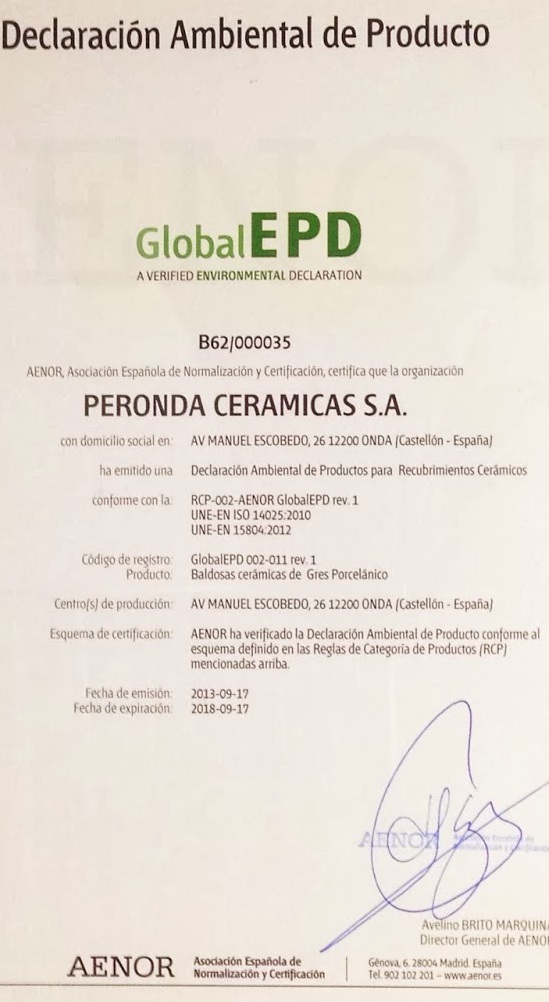 Declaración Ambiental de Producto
GlobalEPD
A VERIFIED ENVIRONMENTAL DECLARATION
B62/000035
AENOR, Asociación Española de Normalización y Certificación, certifica que la organización
PERONDA CERAMICAS S.A.
con domicilio social en: AV MANUEL ESCOBEDO, 26 12200 ONDA (Castellón - España)
ha emitido una Declaración Ambiental de Productos para Recubrimientos Cerámicos
conforme con la: RCP-002-AENOR GlobalEPD rev. 1
UNE-EN ISO 14025:2010
UNE-EN 15804:2012
Código de registro: GlobalEPD 002-011 rev. 1
Producto: Baldosas cerámicas de Gres Porcelánico
Centro(s) de producción: AV MANUEL ESCOBEDO, 26 12200 ONDA (Castellón - España)
Esquema de certificación: AENOR ha verificado la Declaración Ambiental de Producto conforme al
esquema definido en las Reglas de Categoría de Productos (RCP)
mencionadas arriba.
Fecha de emisión: 2013-09-17
Fecha de expiración: 2018-09-17
AENOR
Avelino BRITO MARQUINA
Director General de AENOR
AENOR Asociación Española de
Normalización y Certificación
Génova, 6. 28004 Madrid. España
Tel. 902 102 201 – www.aenor.es